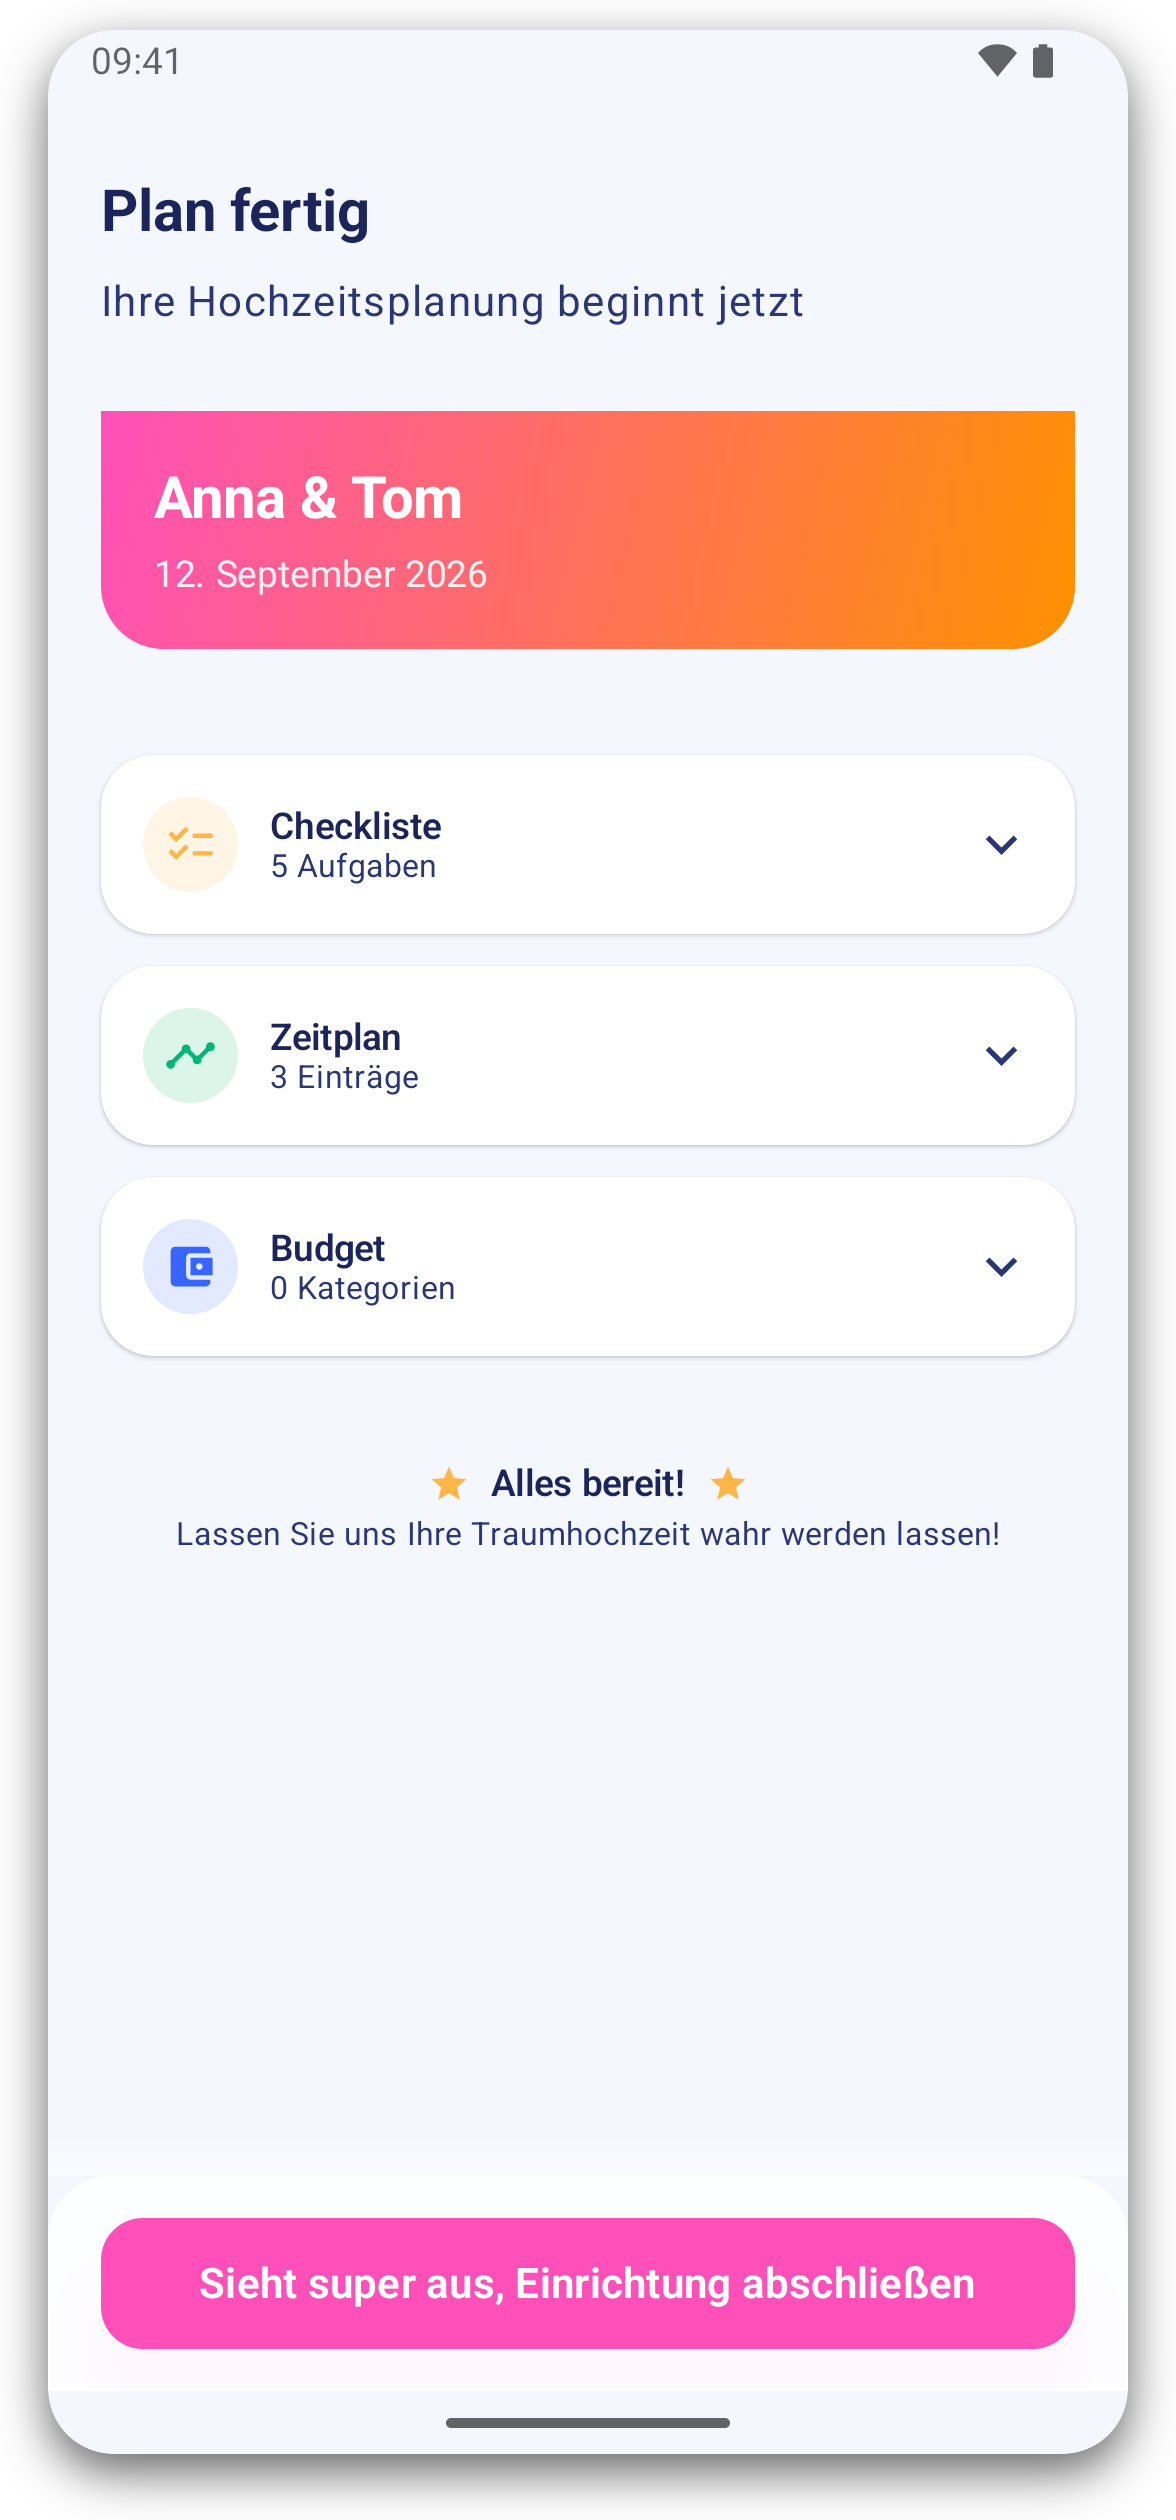 09:41
Plan fertig
Ihre Hochzeitsplanung beginnt jetzt
Anna & Tom
12. September 2026
Checkliste
5 Aufgaben
Zeitplan
3 Einträge
Budget
0 Kategorien
Alles bereit!
Lassen Sie uns Ihre Traumhochzeit wahr werden lassen!
Sieht super aus, Einrichtung abschließen